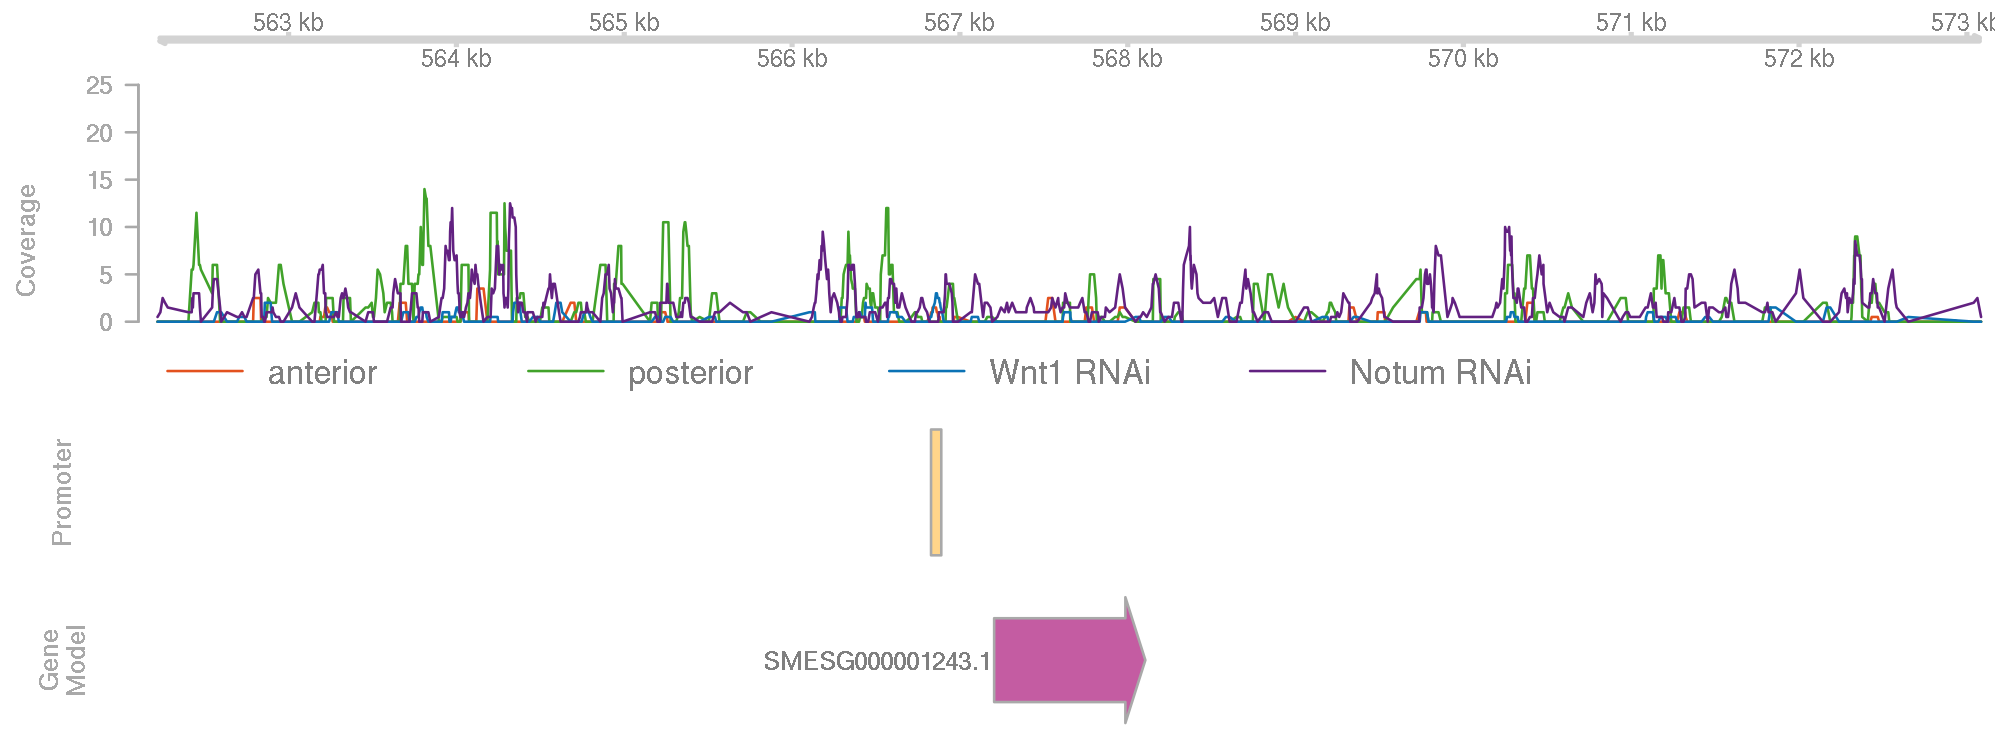 563 kb 565 kb 567 kb 569 kb 571 kb 573 kb
564 kb 566 kb 568 kb 570 kb 572 kb
25
20
15
10
5
0
Coverage
anterior posterior Wnt1 RNAi Notum RNAi
Promoter
Gene
Model
SMESG000001243.1